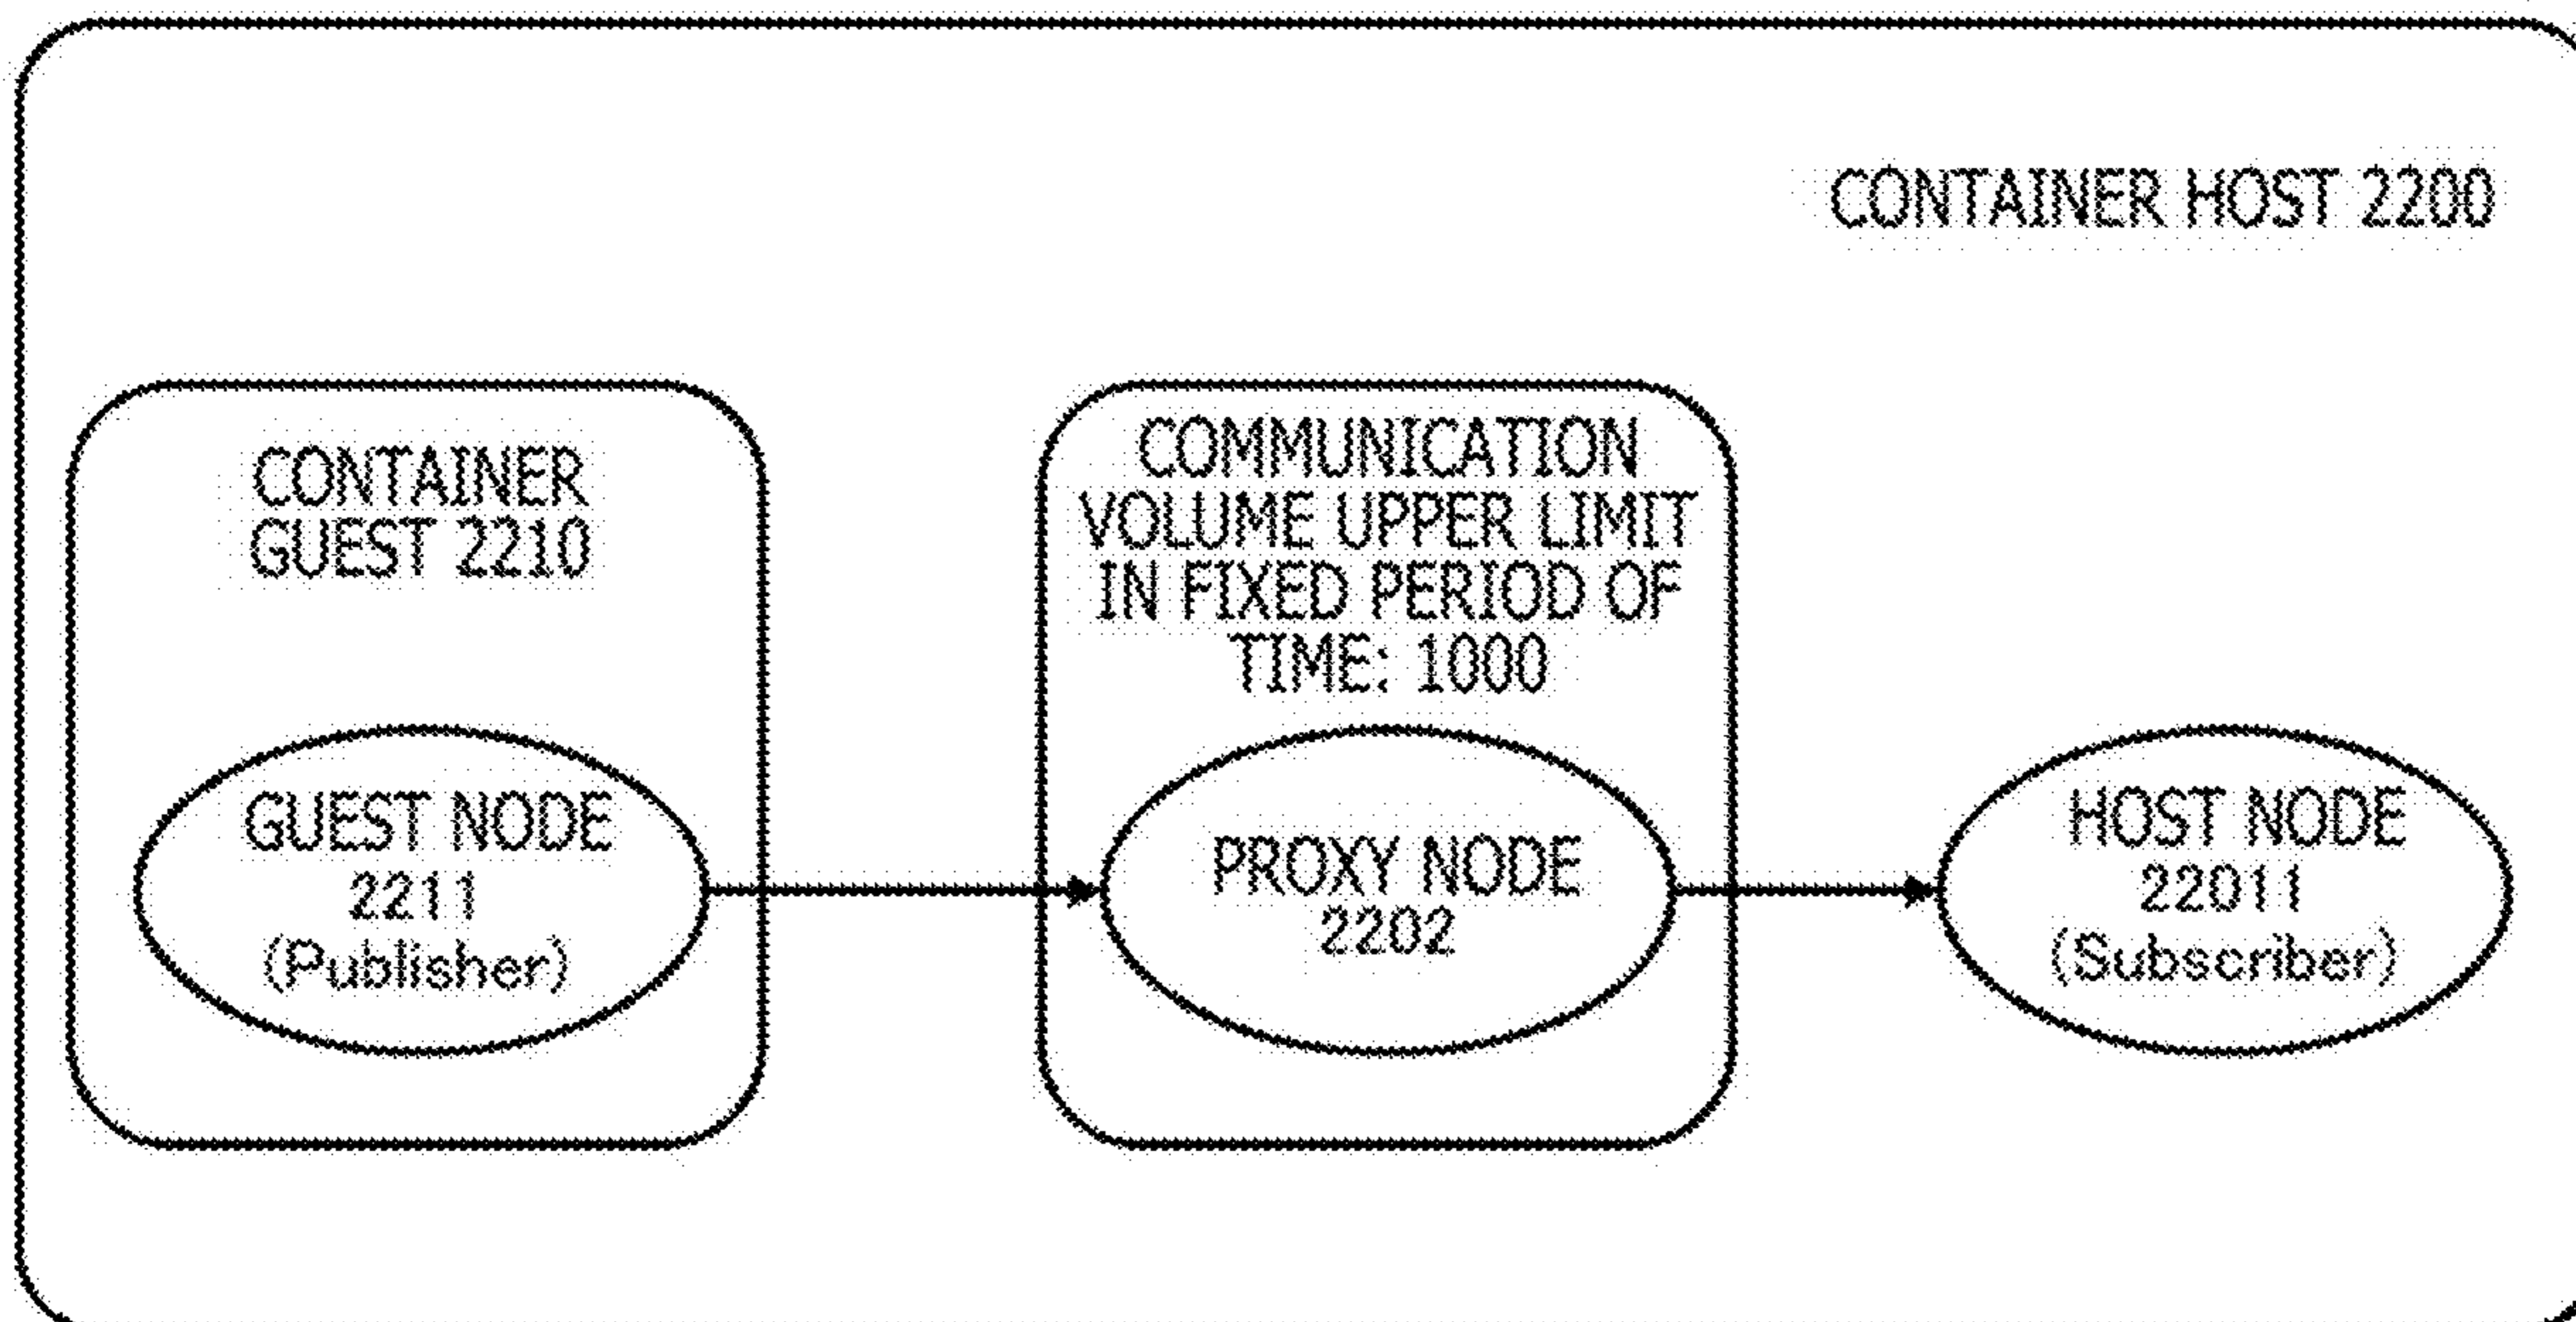 CONTAINER HOST 2200
CONTAINER
GUEST 2210
COMMUNICATION
VOLUME UPPER LIMIT
IN FIXED PERIOD OF
TIME: 1000
GUEST NODE
2211
(Publisher)
PROXY NODE
2202
HOST NODE
22011
(Subscriber)